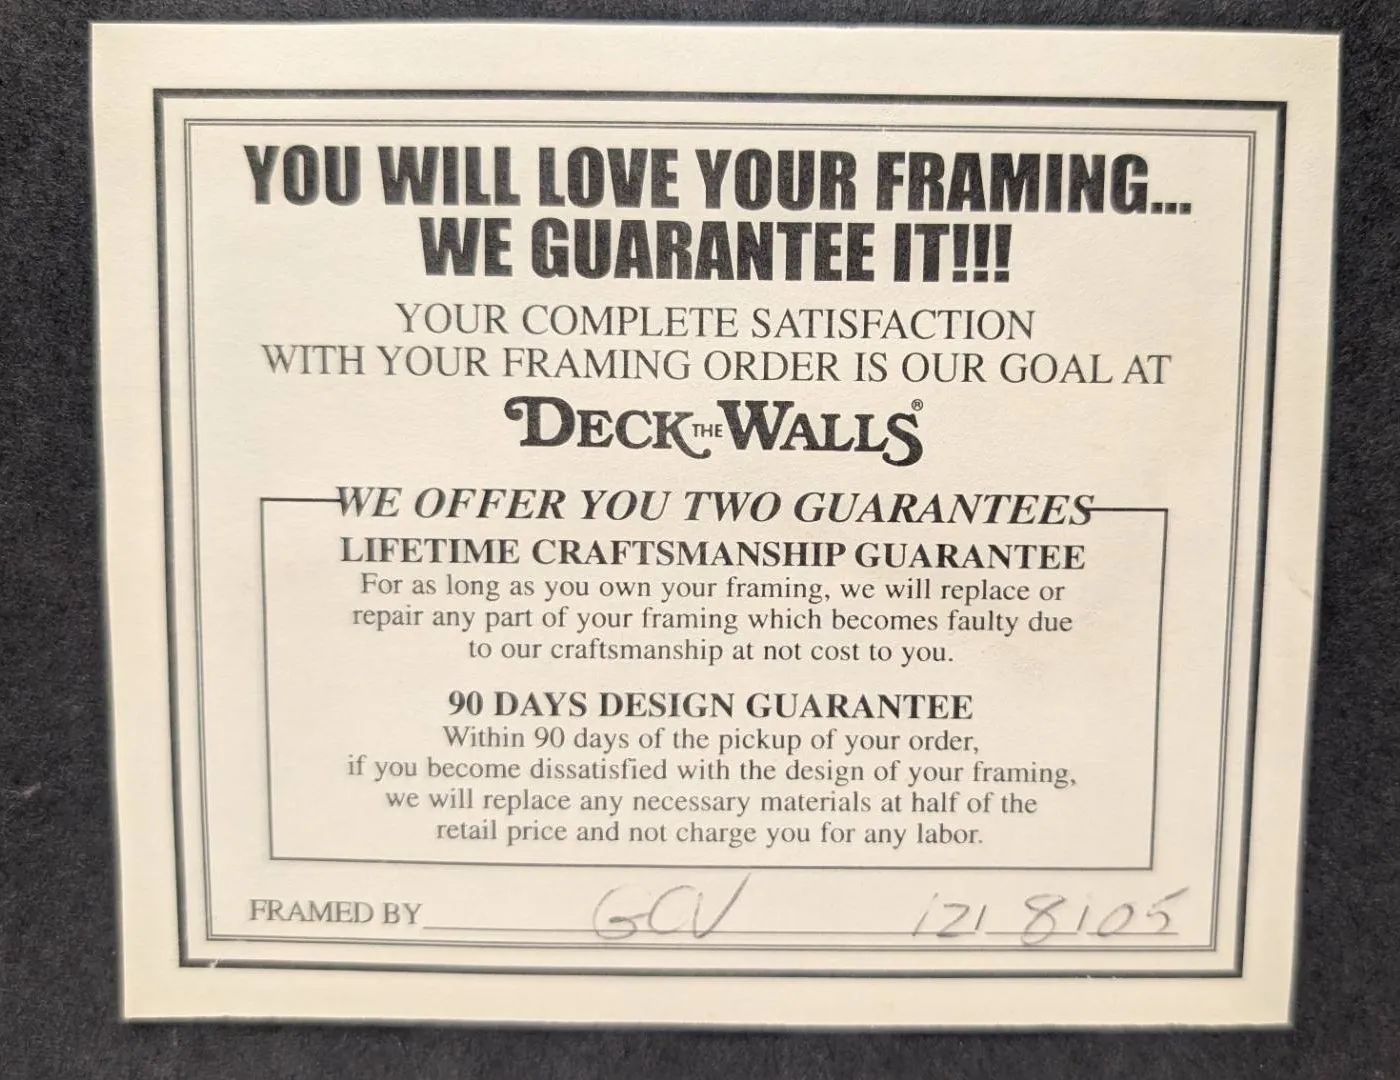 YOU WILL LOVE YOUR FRAMING...
WE GUARANTEE IT!!!
YOUR COMPLETE SATISFACTION
WITH YOUR FRAMING ORDER IS OUR GOAL AT
DECK THE WALLS®
WE OFFER YOU TWO GUARANTEES
LIFETIME CRAFTSMANSHIP GUARANTEE
For as long as you own your framing, we will replace or
repair any part of your framing which becomes faulty due
to our craftsmanship at not cost to you.
90 DAYS DESIGN GUARANTEE
Within 90 days of the pickup of your order,
if you become dissatisfied with the design of your framing,
we will replace any necessary materials at half of the
retail price and not charge you for any labor.
FRAMED BY GCV 12/8/05